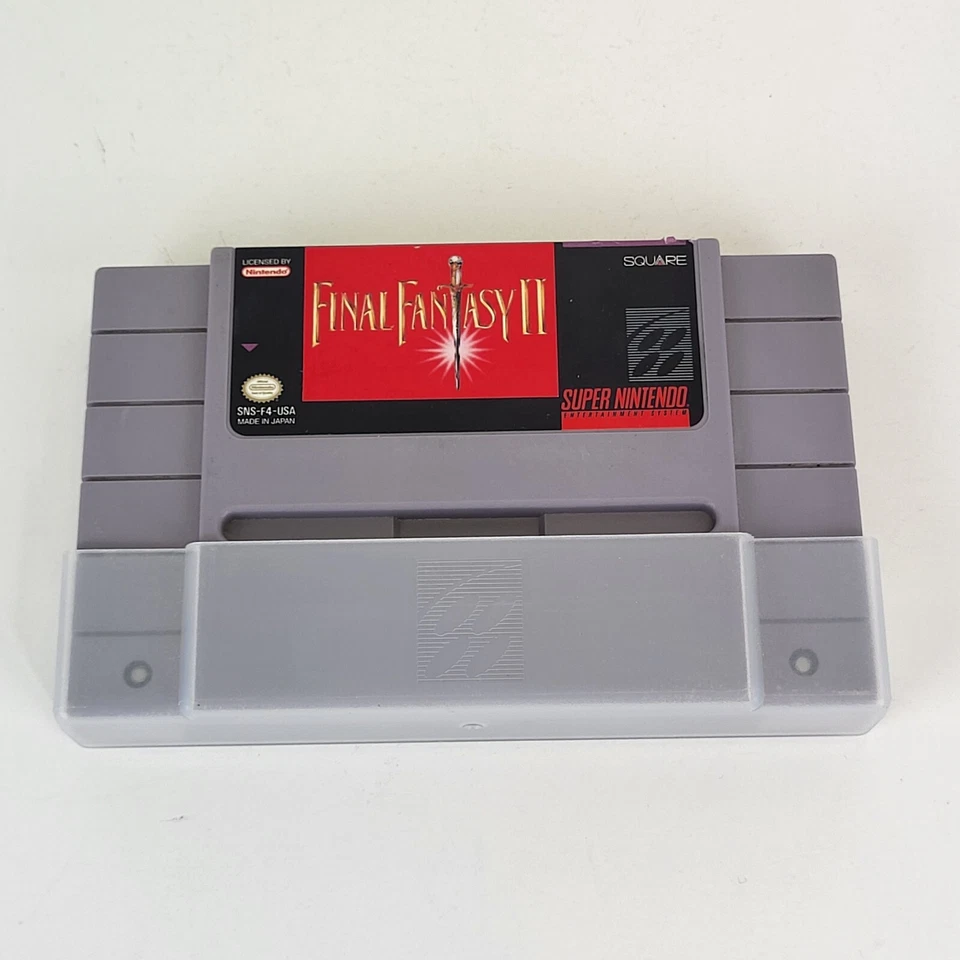 LICENSED BY
Nintendo
FINAL FANTASY II
SQUARE
SNS-F4-USA
MADE IN JAPAN
SUPER NINTENDO
ENTERTAINMENT SYSTEM